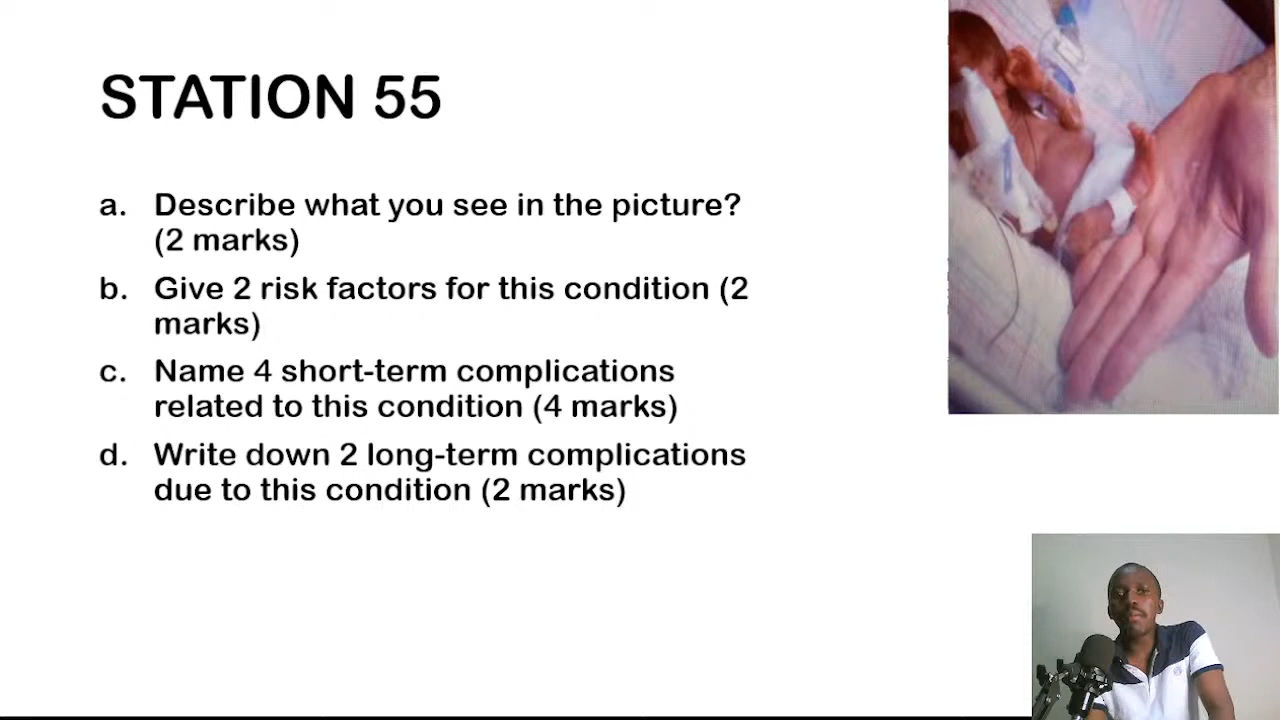 STATION 55
a. Describe what you see in the picture?
(2 marks)
b. Give 2 risk factors for this condition (2
marks)
c. Name 4 short-term complications
related to this condition (4 marks)
d. Write down 2 long-term complications
due to this condition (2 marks)